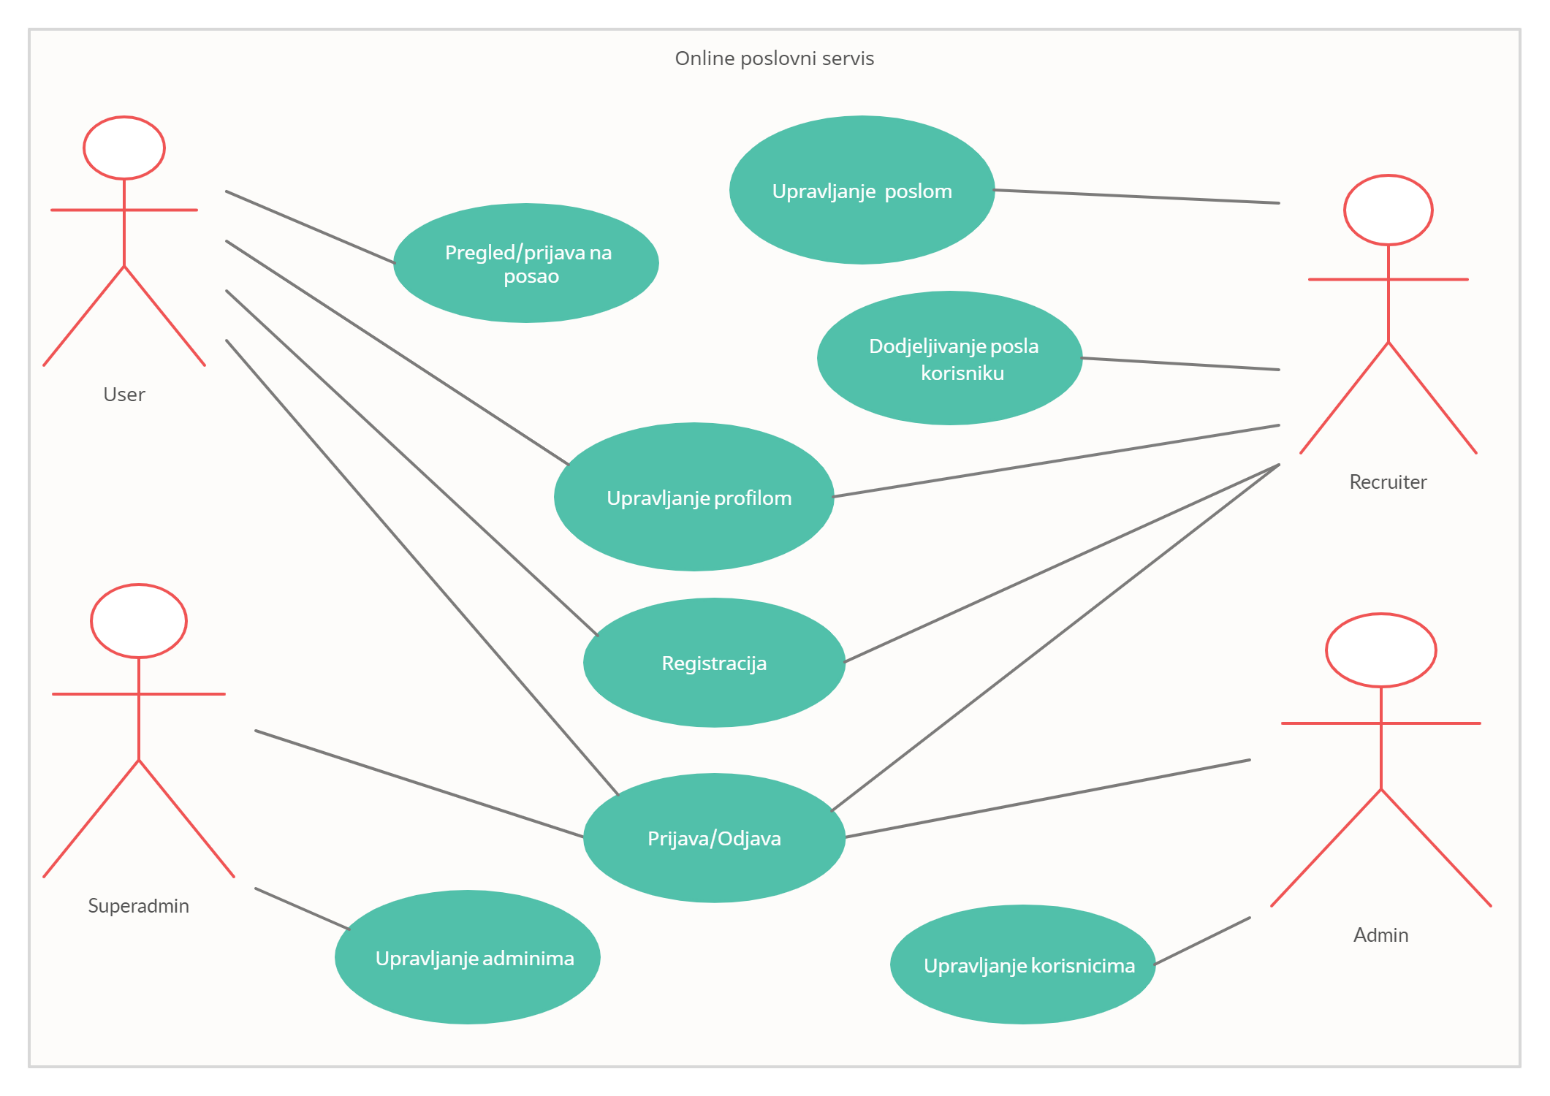 Online poslovni servis
Upravljanje poslom
Pregled/prijava na
posao
Dodjeljivanje posla
korisniku
User
Recruiter
Upravljanje profilom
Registracija
Prijava/Odjava
Superadmin
Admin
Upravljanje adminima
Upravljanje korisnicima